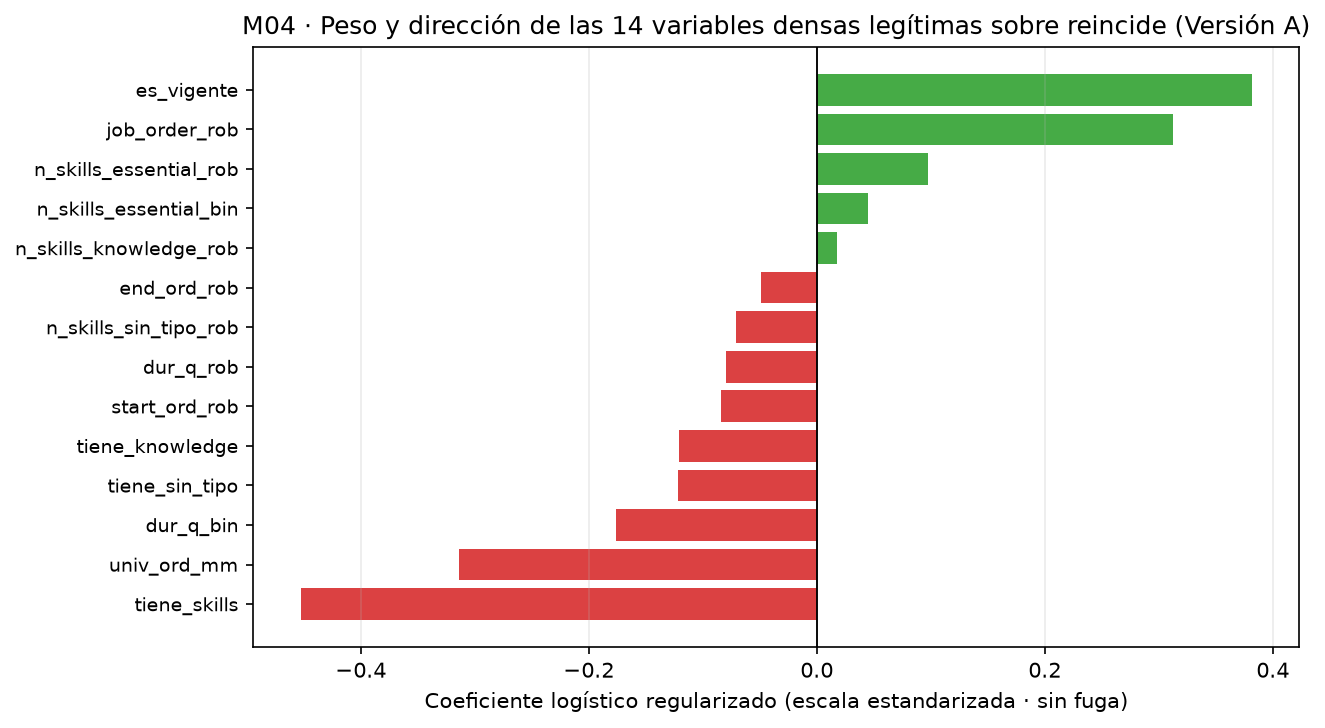 M04 · Peso y dirección de las 14 variables densas legítimas sobre reincide (Versión A)
es_vigente
job_order_rob
n_skills_essential_rob
n_skills_essential_bin
n_skills_knowledge_rob
end_ord_rob
n_skills_sin_tipo_rob
dur_q_rob
start_ord_rob
tiene_knowledge
tiene_sin_tipo
dur_q_bin
univ_ord_mm
tiene_skills
−0.4 −0.2 0.0 0.2 0.4
Coeficiente logístico regularizado (escala estandarizada · sin fuga)